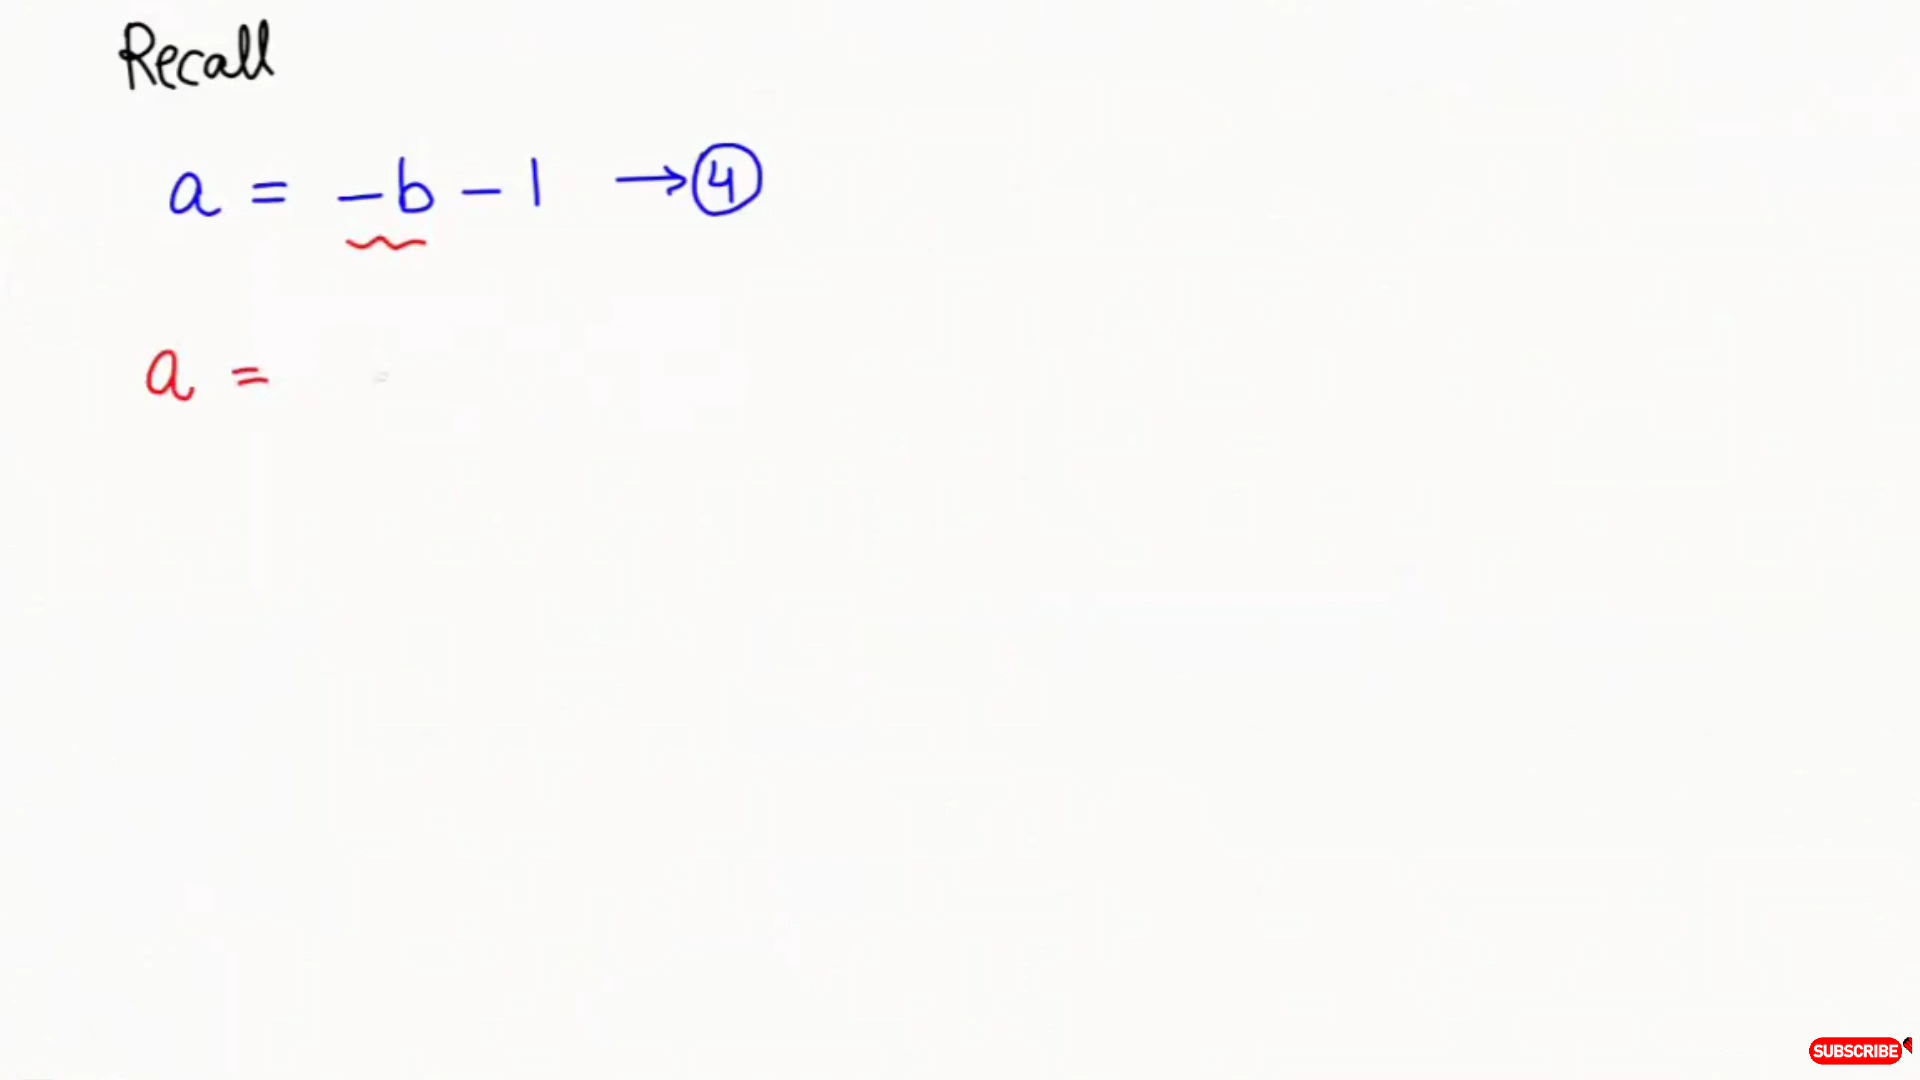 Recall
a = -b - 1 → ④
a =
SUBSCRIBE